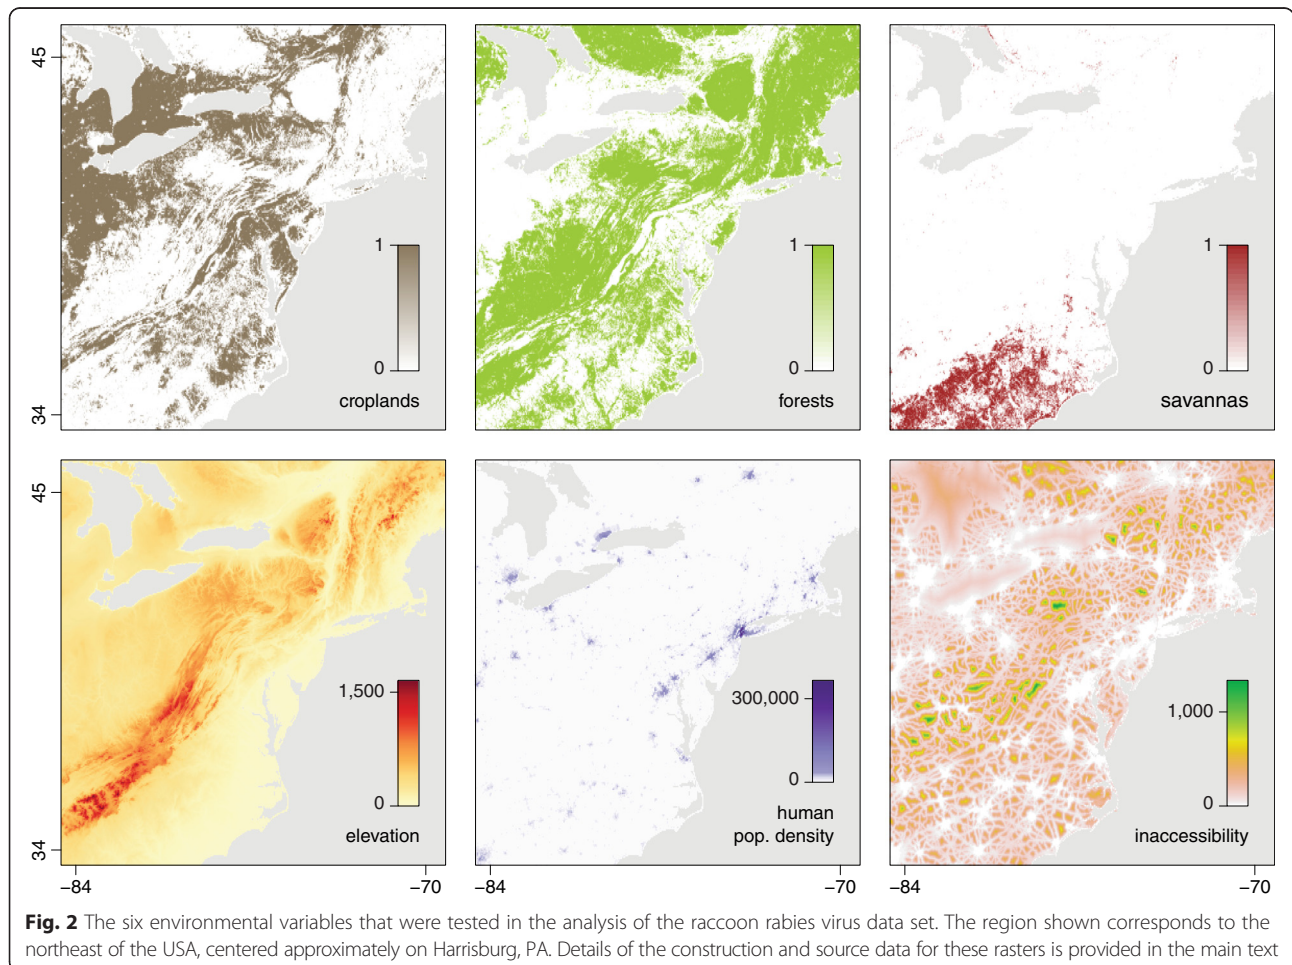 45
34
1
0
croplands
1
0
forests
1
0
savannas
45
34
1,500
0
elevation
300,000
0
human
pop. density
1,000
0
inaccessibility
−84
−70
−84
−70
−84
−70
Fig. 2 The six environmental variables that were tested in the analysis of the raccoon rabies virus data set. The region shown corresponds to the
northeast of the USA, centered approximately on Harrisburg, PA. Details of the construction and source data for these rasters is provided in the main text